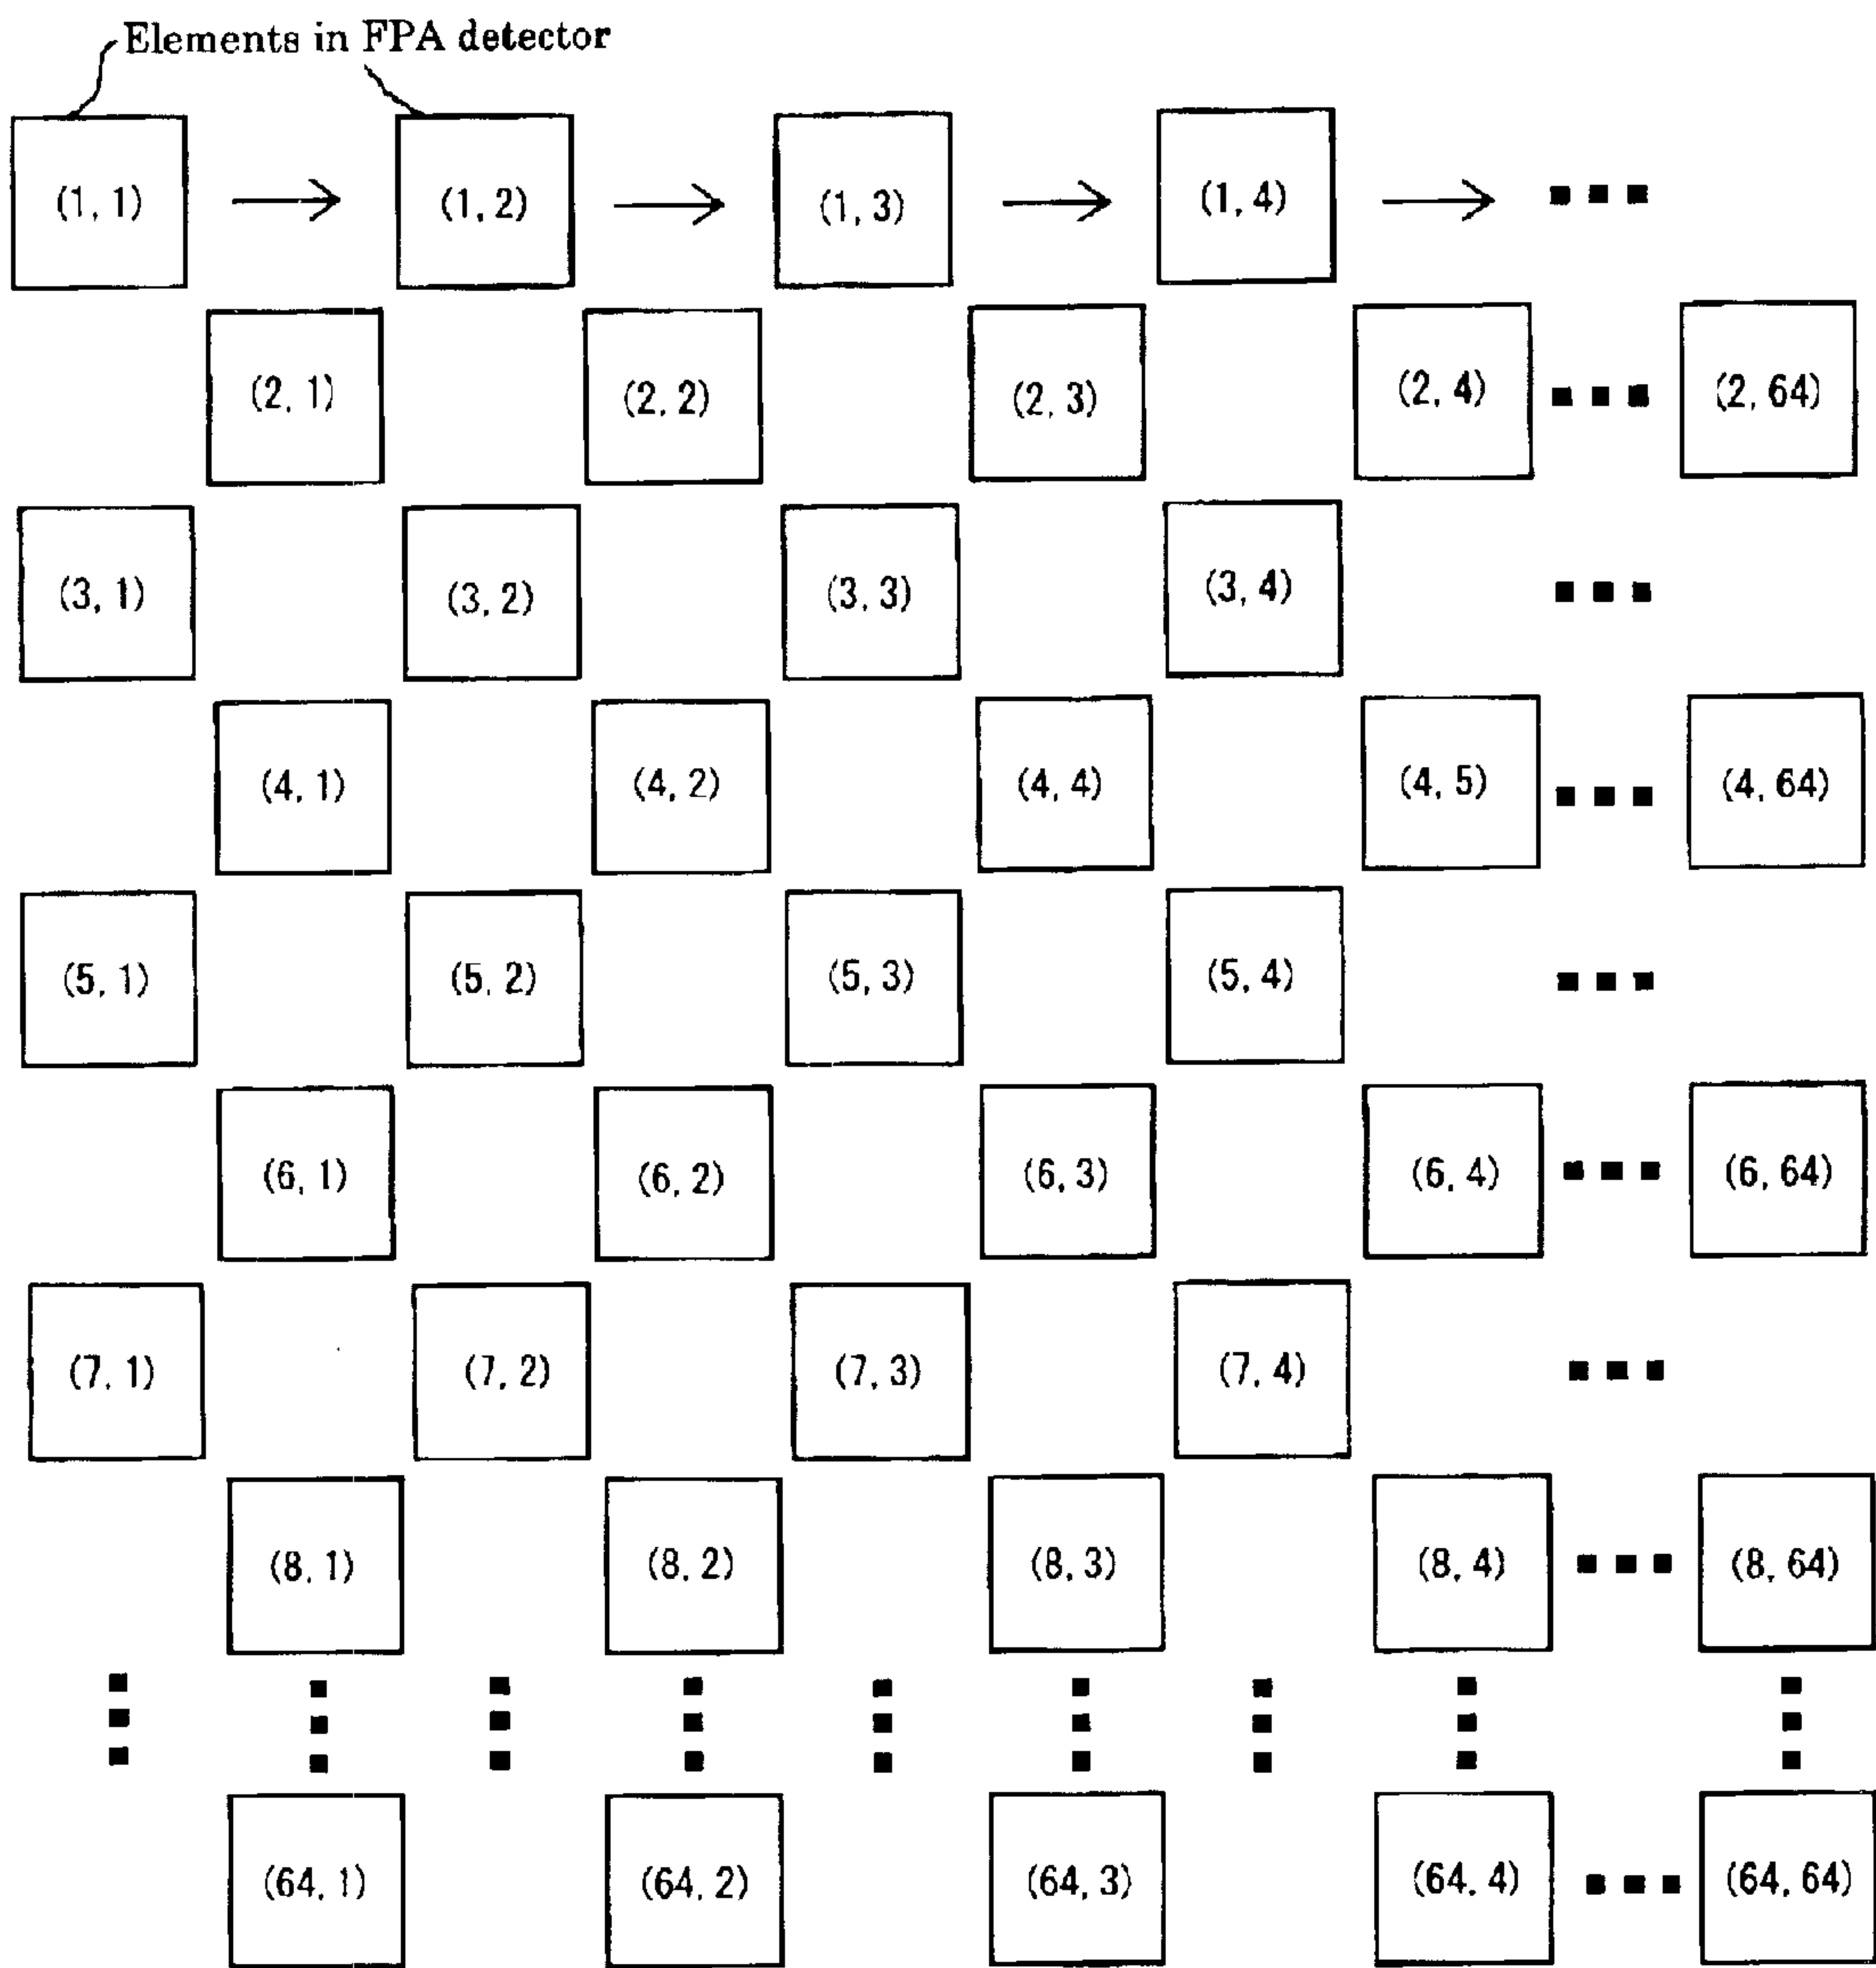 Elements in FPA detector
(1, 1) (1, 2) (1, 3) (1, 4)
(2, 1) (2, 2) (2, 3) (2, 4) (2, 64)
(3, 1) (3, 2) (3, 3) (3, 4)
(4, 1) (4, 2) (4, 4) (4, 5) (4, 64)
(5, 1) (5, 2) (5, 3) (5, 4)
(6, 1) (6, 2) (6, 3) (6, 4) (6, 64)
(7, 1) (7, 2) (7, 3) (7, 4)
(8, 1) (8, 2) (8, 3) (8, 4) (8, 64)
(64, 1) (64, 2) (64, 3) (64, 4) (64, 64)